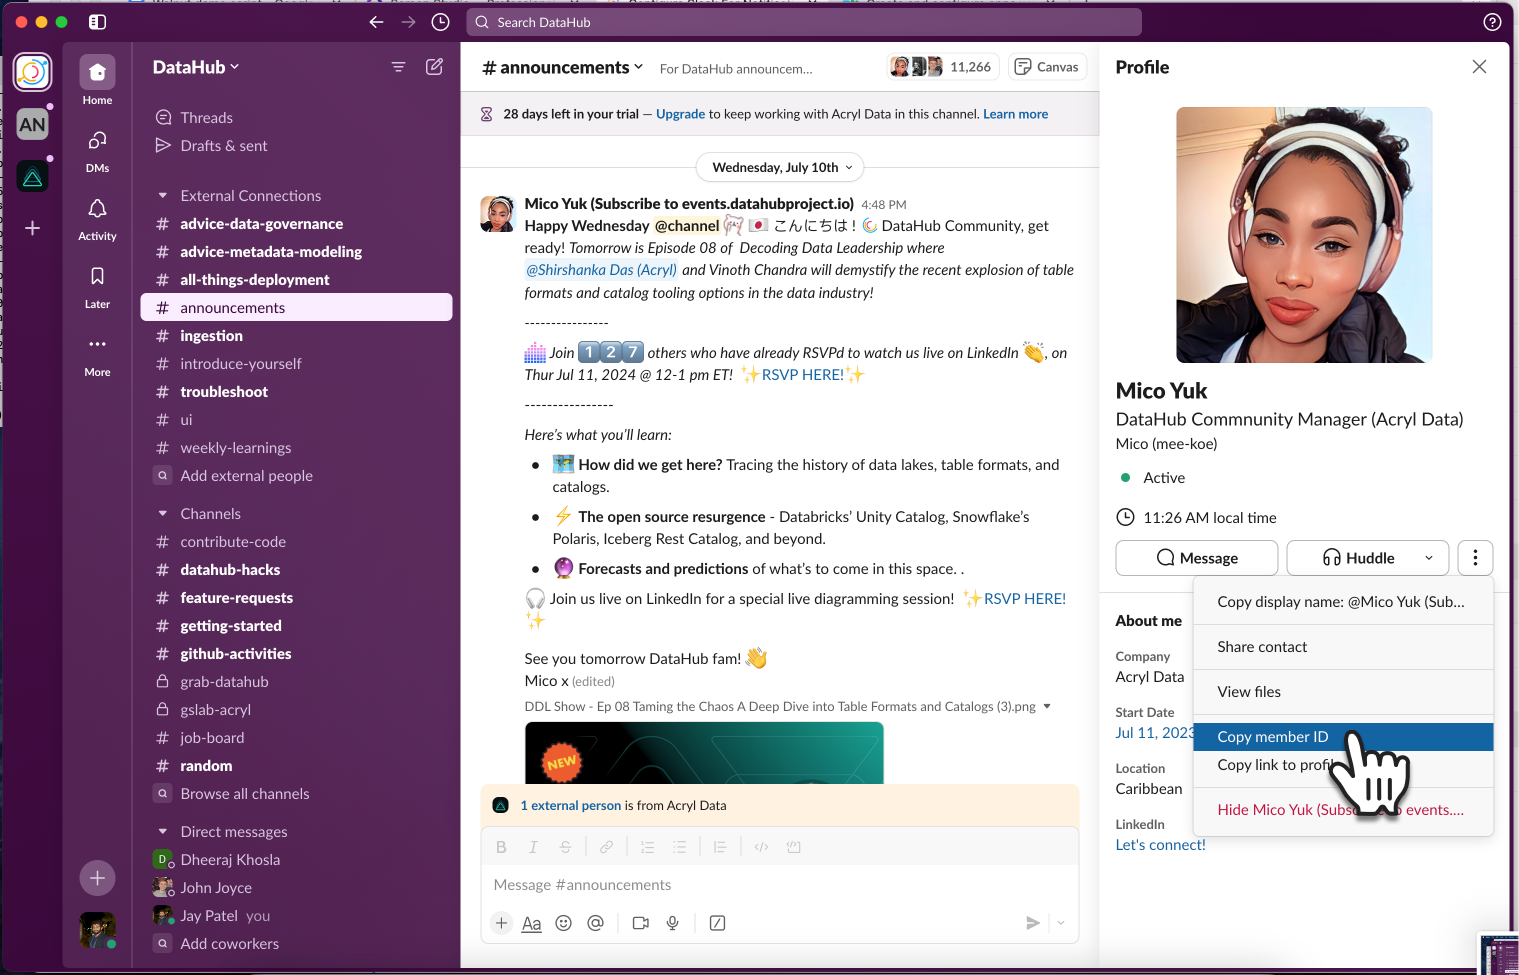 Search DataHub
AN
Home
DMs
Activity
Later
More
DataHub
Threads
Drafts & sent
External Connections
# advice-data-governance
# advice-metadata-modeling
# all-things-deployment
# announcements
# ingestion
# introduce-yourself
# troubleshoot
# ui
# weekly-learnings
Add external people
Channels
# contribute-code
# datahub-hacks
# feature-requests
# getting-started
# github-activities
grab-datahub
gslab-acryl
# job-board
# random
Browse all channels
Direct messages
D Dheeraj Khosla
John Joyce
Jay Patel you
Add coworkers
# announcements
For DataHub announcem...
11,266
Canvas
28 days left in your trial — Upgrade to keep working with Acryl Data in this channel. Learn more
Wednesday, July 10th
Mico Yuk (Subscribe to events.datahubproject.io) 4:48 PM
Happy Wednesday @channel 🇯🇵 こんにちは ! DataHub Community, get
ready! Tomorrow is Episode 08 of Decoding Data Leadership where
@Shirshanka Das (Acryl) and Vinoth Chandra will demystify the recent explosion of table
formats and catalog tooling options in the data industry!
----------------
Join 1 2 7 others who have already RSVPd to watch us live on LinkedIn 👏, on
Thur Jul 11, 2024 @ 12-1 pm ET! ✨RSVP HERE!✨
----------------
Here's what you'll learn:
• 🗺️ How did we get here? Tracing the history of data lakes, table formats, and
catalogs.
• ⚡ The open source resurgence - Databricks' Unity Catalog, Snowflake's
Polaris, Iceberg Rest Catalog, and beyond.
• 🔮 Forecasts and predictions of what's to come in this space. .
🎧 Join us live on LinkedIn for a special live diagramming session! ✨RSVP HERE!
✨
See you tomorrow DataHub fam! 👋
Mico x (edited)
DDL Show - Ep 08 Taming the Chaos A Deep Dive into Table Formats and Catalogs (3).png
NEW
1 external person is from Acryl Data
B I S
Message #announcements
+ Aa
Profile
Mico Yuk
DataHub Commnunity Manager (Acryl Data)
Mico (mee-koe)
Active
11:26 AM local time
Message
Huddle
Copy display name: @Mico Yuk (Sub...
Share contact
View files
Copy member ID
Copy link to profi
Hide Mico Yuk (Subs events....
About me
Company
Acryl Data
Start Date
Jul 11, 2023
Location
Caribbean
LinkedIn
Let's connect!